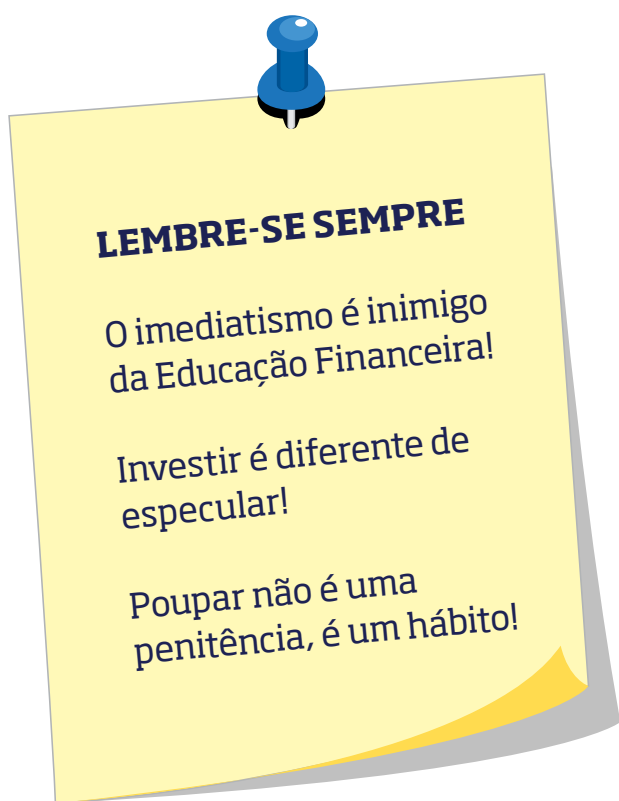 LEMBRE-SE SEMPRE
O imediatismo é inimigo
da Educação Financeira!
Investir é diferente de
especular!
Poupar não é uma
penitência, é um hábito!